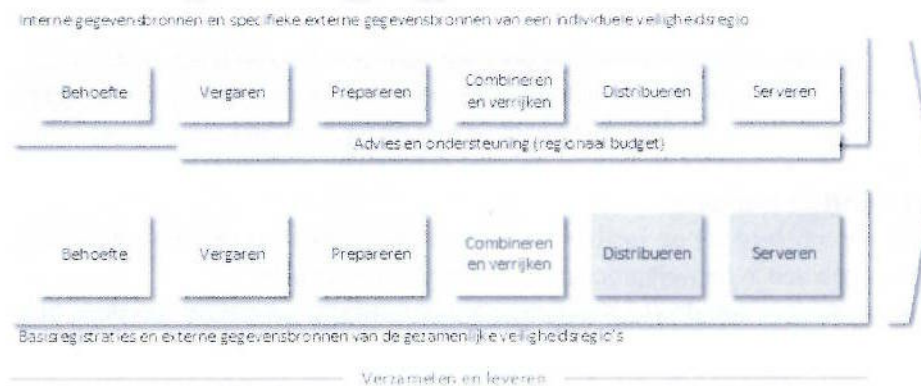 Interne gegevensbronnen en specifieke externe gegevensbronnen van een individuele veiligheidsregio
Behoefte
Vergaren
Prepareren
Combineren
en verrijken
Distribueren
Serveren
Advies en ondersteuning (regionaal budget)
Behoefte
Vergaren
Prepareren
Combineren
en verrijken
Distribueren
Serveren
Basisregistraties en externe gegevensbronnen van de gezamenlijke veiligheidsregio's
Verzamelen en leveren